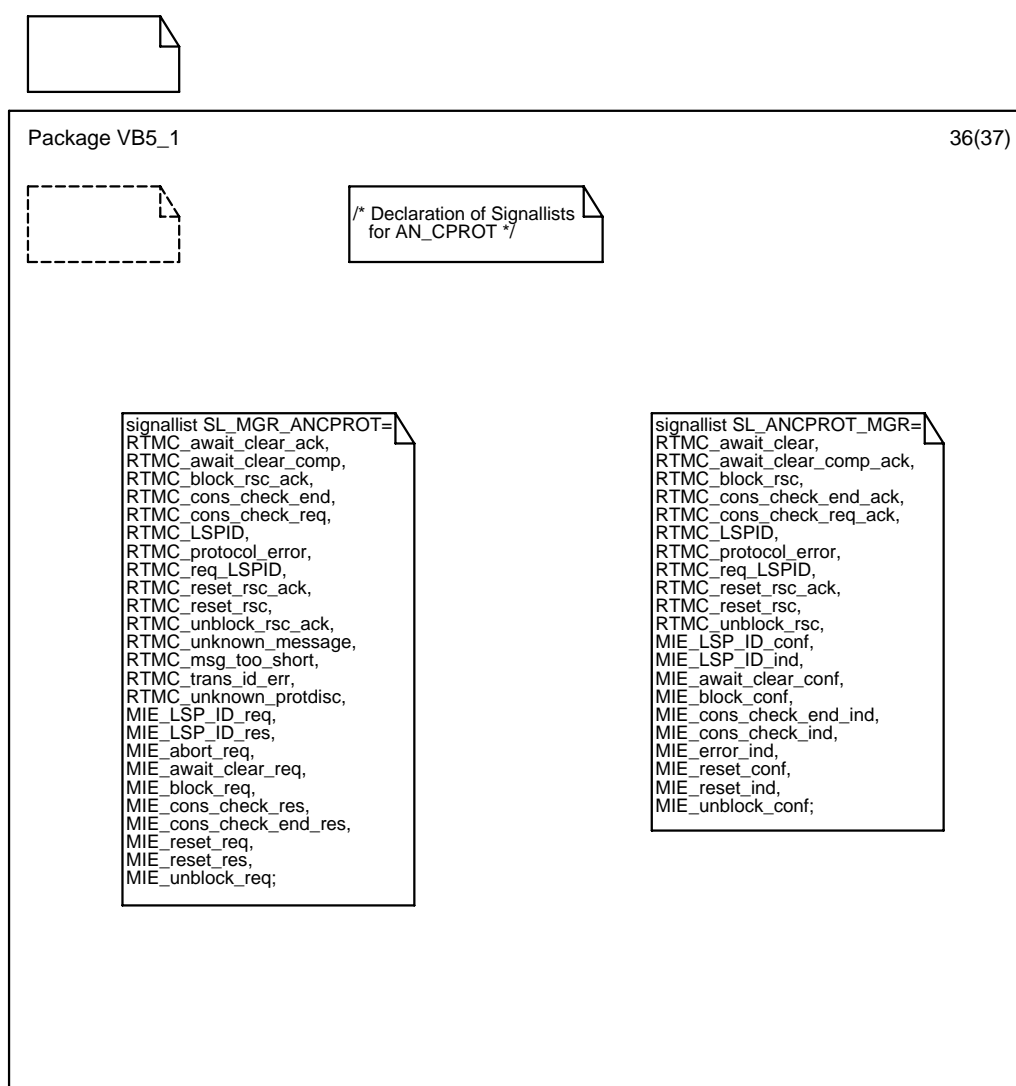 Package VB5_1
36(37)
/* Declaration of Signallists
for AN_CPROT */
signallist SL_MGR_ANCPROT=
RTMC_await_clear_ack,
RTMC_await_clear_comp,
RTMC_block_rsc_ack,
RTMC_cons_check_end,
RTMC_cons_check_req,
RTMC_LSPID,
RTMC_protocol_error,
RTMC_req_LSPID,
RTMC_reset_rsc_ack,
RTMC_reset_rsc,
RTMC_unblock_rsc_ack,
RTMC_unknown_message,
RTMC_msg_too_short,
RTMC_trans_id_err,
RTMC_unknown_protdisc,
MIE_LSP_ID_req,
MIE_LSP_ID_res,
MIE_abort_req,
MIE_await_clear_req,
MIE_block_req,
MIE_cons_check_res,
MIE_cons_check_end_res,
MIE_reset_req,
MIE_reset_res,
MIE_unblock_req;
signallist SL_ANCPROT_MGR=
RTMC_await_clear,
RTMC_await_clear_comp_ack,
RTMC_block_rsc,
RTMC_cons_check_end_ack,
RTMC_cons_check_req_ack,
RTMC_LSPID,
RTMC_protocol_error,
RTMC_req_LSPID,
RTMC_reset_rsc_ack,
RTMC_reset_rsc,
RTMC_unblock_rsc,
MIE_LSP_ID_conf,
MIE_LSP_ID_ind,
MIE_await_clear_conf,
MIE_block_conf,
MIE_cons_check_end_ind,
MIE_cons_check_ind,
MIE_error_ind,
MIE_reset_conf,
MIE_reset_ind,
MIE_unblock_conf;